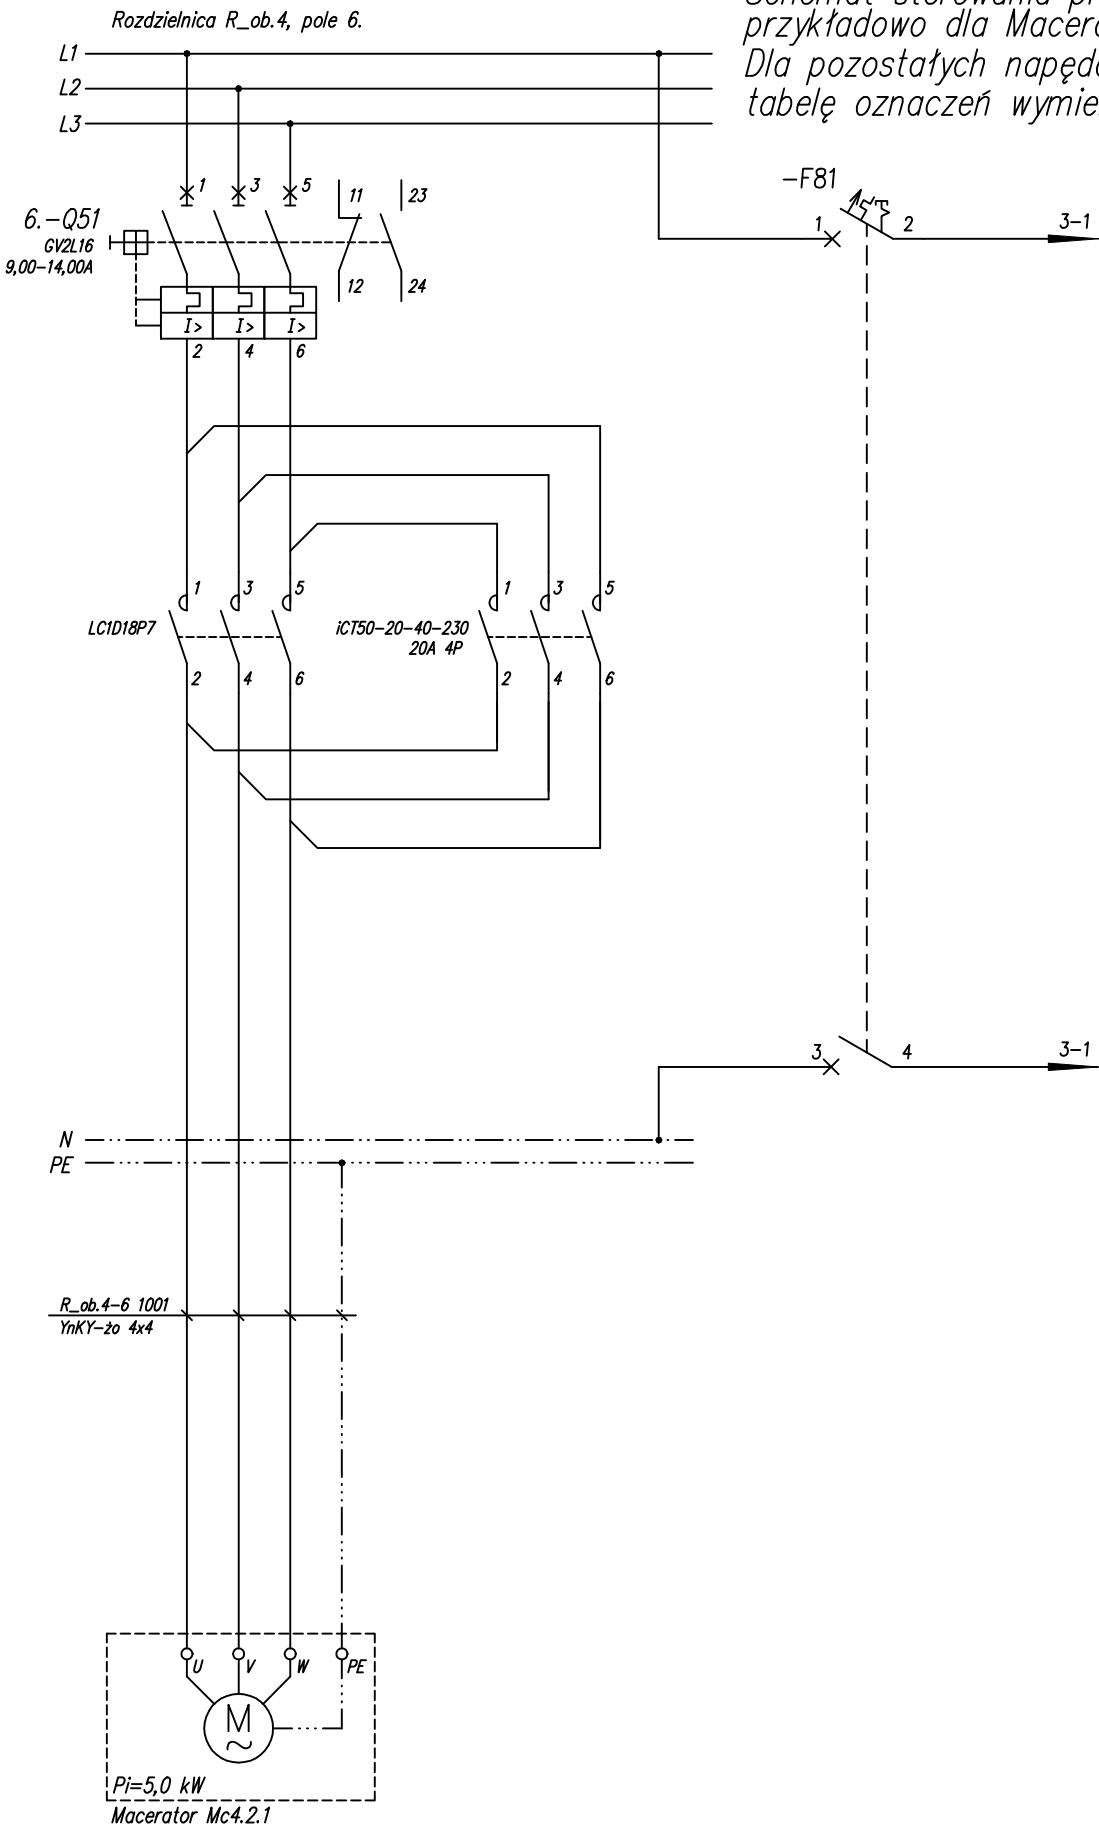 Rozdzielnica R_ob.4, pole 6.
przykładowo dla Macer
Dla pozostałych napęd
tabelę oznaczeń wymie
L1
L2
L3
1 3 5 11 23
6.-Q51
GV2L16
9,00-14,00A
12 24
I> I> I>
2 4 6
-F81
1 2 3-1
1 3 5 1 3 5
LC1D18P7
iCT50-20-40-230
20A 4P
2 4 6 2 4 6
3 4 3-1
N
PE
R_ob.4-6 1001
YnKY-żo 4x4
U V W PE
M
~
Pi=5,0 kW
Macerator Mc4.2.1